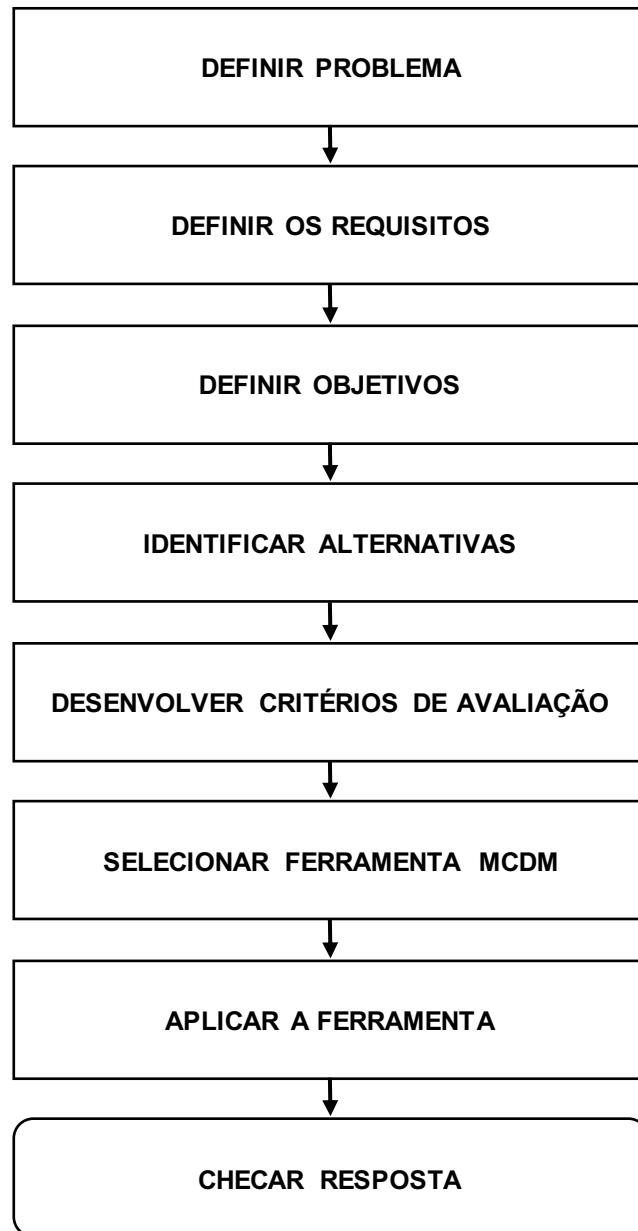 DEFINIR PROBLEMA
DEFINIR OS REQUISITOS
DEFINIR OBJETIVOS
IDENTIFICAR ALTERNATIVAS
DESENVOLVER CRITÉRIOS DE AVALIAÇÃO
SELECIONAR FERRAMENTA MCDM
APLICAR A FERRAMENTA
CHECAR RESPOSTA